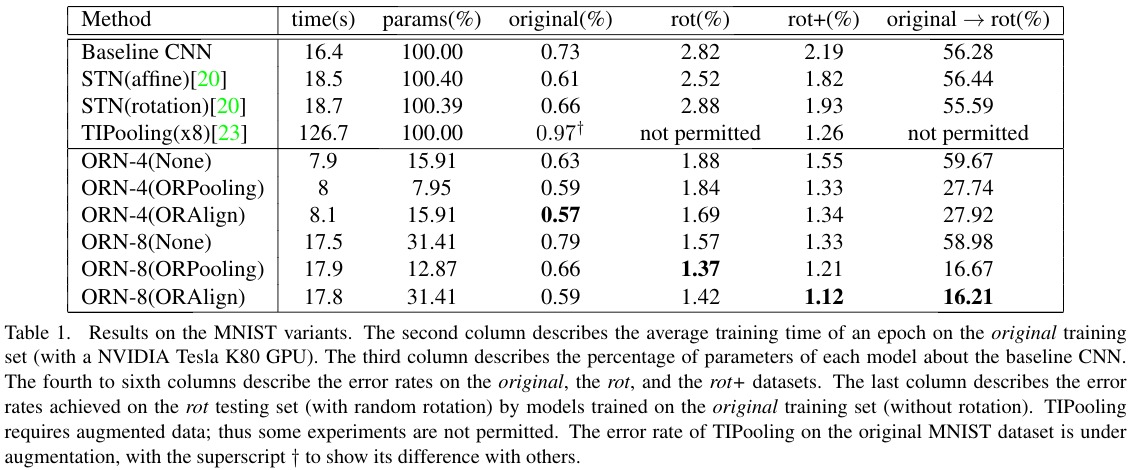 Method time(s) params(%) original(%) rot(%) rot+(%) original → rot(%)
Baseline CNN 16.4 100.00 0.73 2.82 2.19 56.28
STN(affine)[20] 18.5 100.40 0.61 2.52 1.82 56.44
STN(rotation)[20] 18.7 100.39 0.66 2.88 1.93 55.59
TIPooling(x8)[23] 126.7 100.00 0.97† not permitted 1.26 not permitted
ORN-4(None) 7.9 15.91 0.63 1.88 1.55 59.67
ORN-4(ORPooling) 8 7.95 0.59 1.84 1.33 27.74
ORN-4(ORAlign) 8.1 15.91 0.57 1.69 1.34 27.92
ORN-8(None) 17.5 31.41 0.79 1.57 1.33 58.98
ORN-8(ORPooling) 17.9 12.87 0.66 1.37 1.21 16.67
ORN-8(ORAlign) 17.8 31.41 0.59 1.42 1.12 16.21
Table 1. Results on the MNIST variants. The second column describes the average training time of an epoch on the original training
set (with a NVIDIA Tesla K80 GPU). The third column describes the percentage of parameters of each model about the baseline CNN.
The fourth to sixth columns describe the error rates on the original, the rot, and the rot+ datasets. The last column describes the error
rates achieved on the rot testing set (with random rotation) by models trained on the original training set (without rotation). TIPooling
requires augmented data; thus some experiments are not permitted. The error rate of TIPooling on the original MNIST dataset is under
augmentation, with the superscript † to show its difference with others.